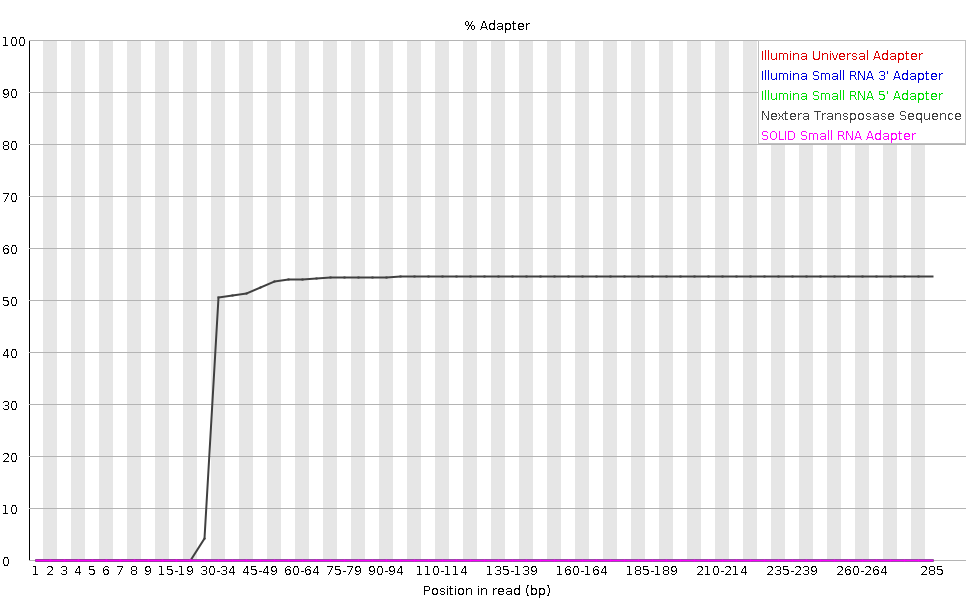 % Adapter
100
90
80
70
60
50
40
30
20
10
0
Illumina Universal Adapter
Illumina Small RNA 3' Adapter
Illumina Small RNA 5' Adapter
Nextera Transposase Sequence
SOLID Small RNA Adapter
1 2 3 4 5 6 7 8 9 15-19 30-34 45-49 60-64 75-79 90-94 110-114 135-139 160-164 185-189 210-214 235-239 260-264 285
Position in read (bp)